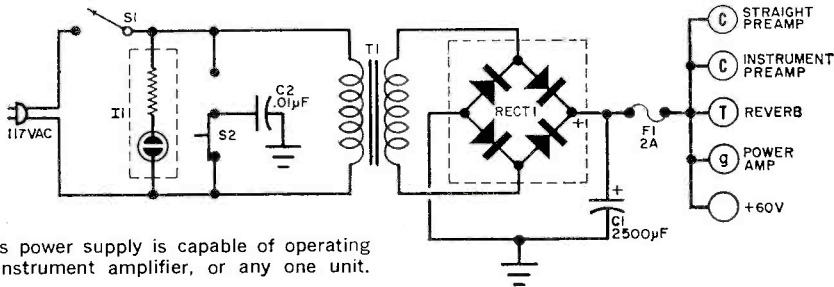 S1
C
STRAIGHT
PREAMP
C
INSTRUMENT
PREAMP
T1
C2
.01µF
I1
S2
117VAC
RECT1
+
F1
2A
T
REVERB
g
POWER
AMP
+60V
+
C1
2500µF
s power supply is capable of operating
nstrument amplifier, or any one unit.